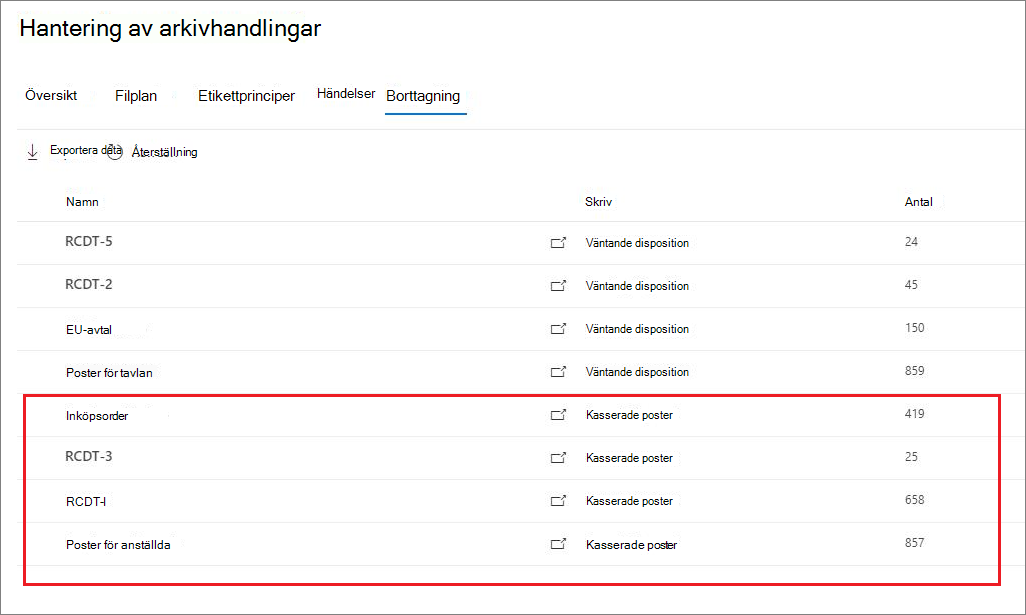 Hantering av arkivhandlingar
Översikt Filplan Etikettprinciper Händelser Borttagning
Exportera data Återställning
Namn Skriv Antal
RCDT-5 Väntande disposition 24
RCDT-2 Väntande disposition 45
EU-avtal Väntande disposition 150
Poster för tavlan Väntande disposition 859
Inköpsorder Kasserade poster 419
RCDT-3 Kasserade poster 25
RCDT-I Kasserade poster 658
Poster för anställda Kasserade poster 857